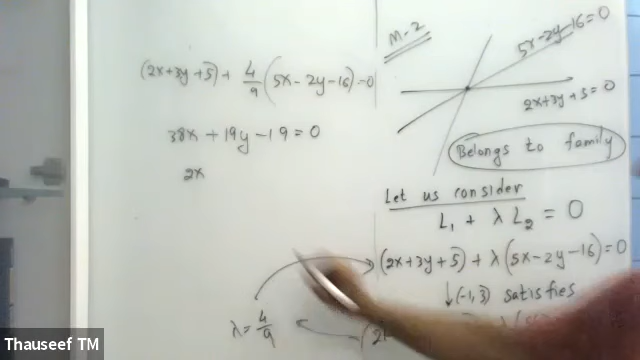 (2x+3y+5) + 4/9 (5x-2y-16)=0
38x + 19y - 19 = 0
2x
λ = 4/9
M-2
5x-2y-16=0
2x+3y+5=0
Belongs to family
Let us consider
L₁ + λ L₂ = 0
(2x+3y+5) + λ(5x-2y-16)=0
↓(-1,3) satisfies
Thauseef TM